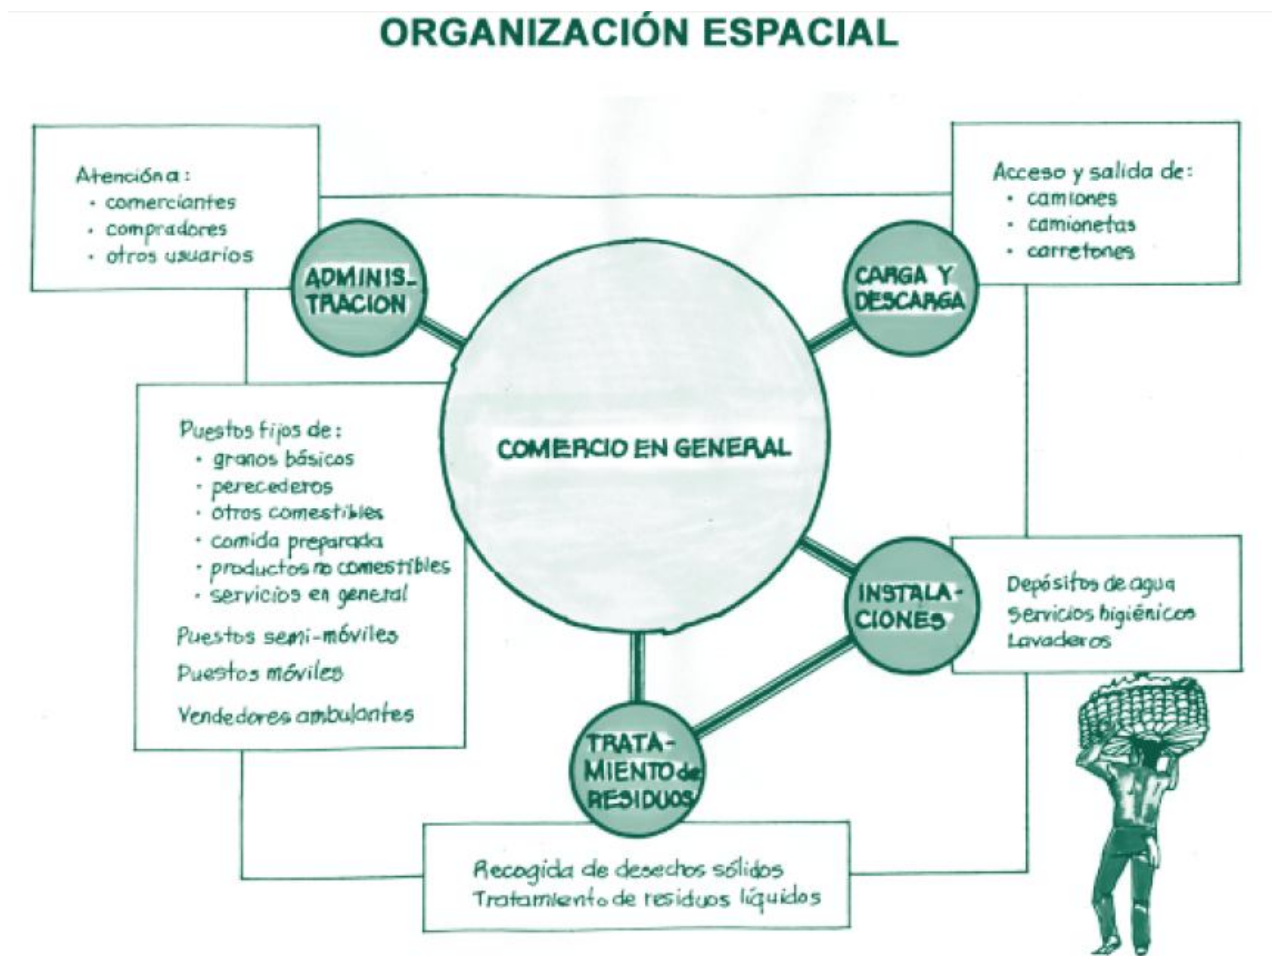 ORGANIZACIÓN ESPACIAL
Atención a:
• comerciantes
• compradores
• otros usuarios
ADMINIS-
TRACION
Acceso y salida de:
• camiones
• camionetas
• carretones
CARGA Y
DESCARGA
COMERCIO EN GENERAL
Puestos fijos de:
• granos básicos
• perecederos
• otros comestibles
• comida preparada
• productos no comestibles
• servicios en general
Puestos semi-móviles
Puestos móviles
Vendedores ambulantes
INSTALA-
CIONES
Depósitos de agua
Servicios higiénicos
Lavaderos
TRATA-
MIENTO de
RESIDUOS
Recogida de desechos sólidos
Tratamiento de residuos líquidos